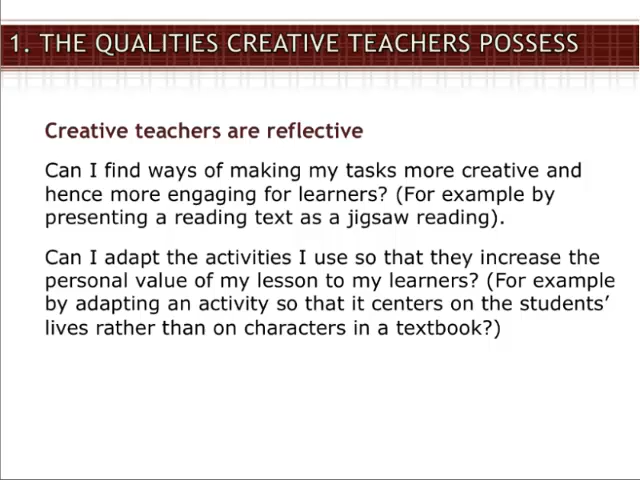 1. THE QUALITIES CREATIVE TEACHERS POSSESS
Creative teachers are reflective
Can I find ways of making my tasks more creative and
hence more engaging for learners? (For example by
presenting a reading text as a jigsaw reading).
Can I adapt the activities I use so that they increase the
personal value of my lesson to my learners? (For example
by adapting an activity so that it centers on the students’
lives rather than on characters in a textbook?)